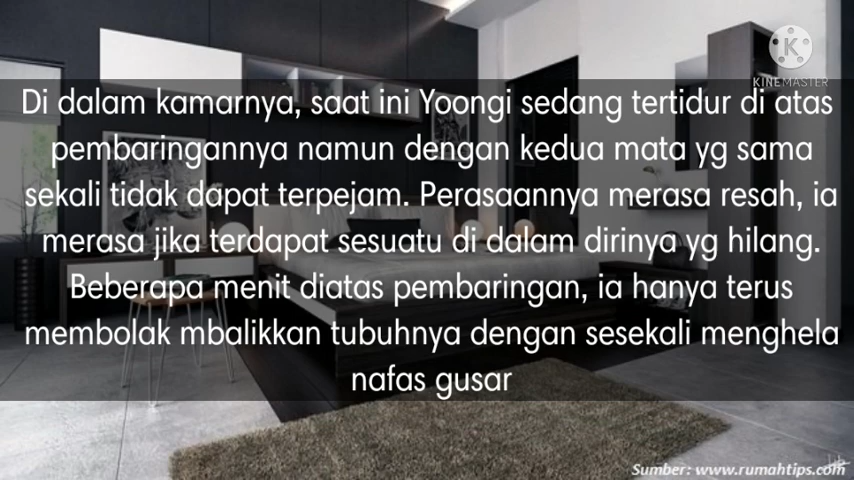 KINEMASTER
Di dalam kamarnya, saat ini Yoongi sedang tertidur di atas
pembaringannya namun dengan kedua mata yg sama
sekali tidak dapat terpejam. Perasaannya merasa resah, ia
merasa jika terdapat sesuatu di dalam dirinya yg hilang.
Beberapa menit diatas pembaringan, ia hanya terus
membolak mbalikkan tubuhnya dengan sesekali menghela
nafas gusar
Sumber: www.rumahtips.com